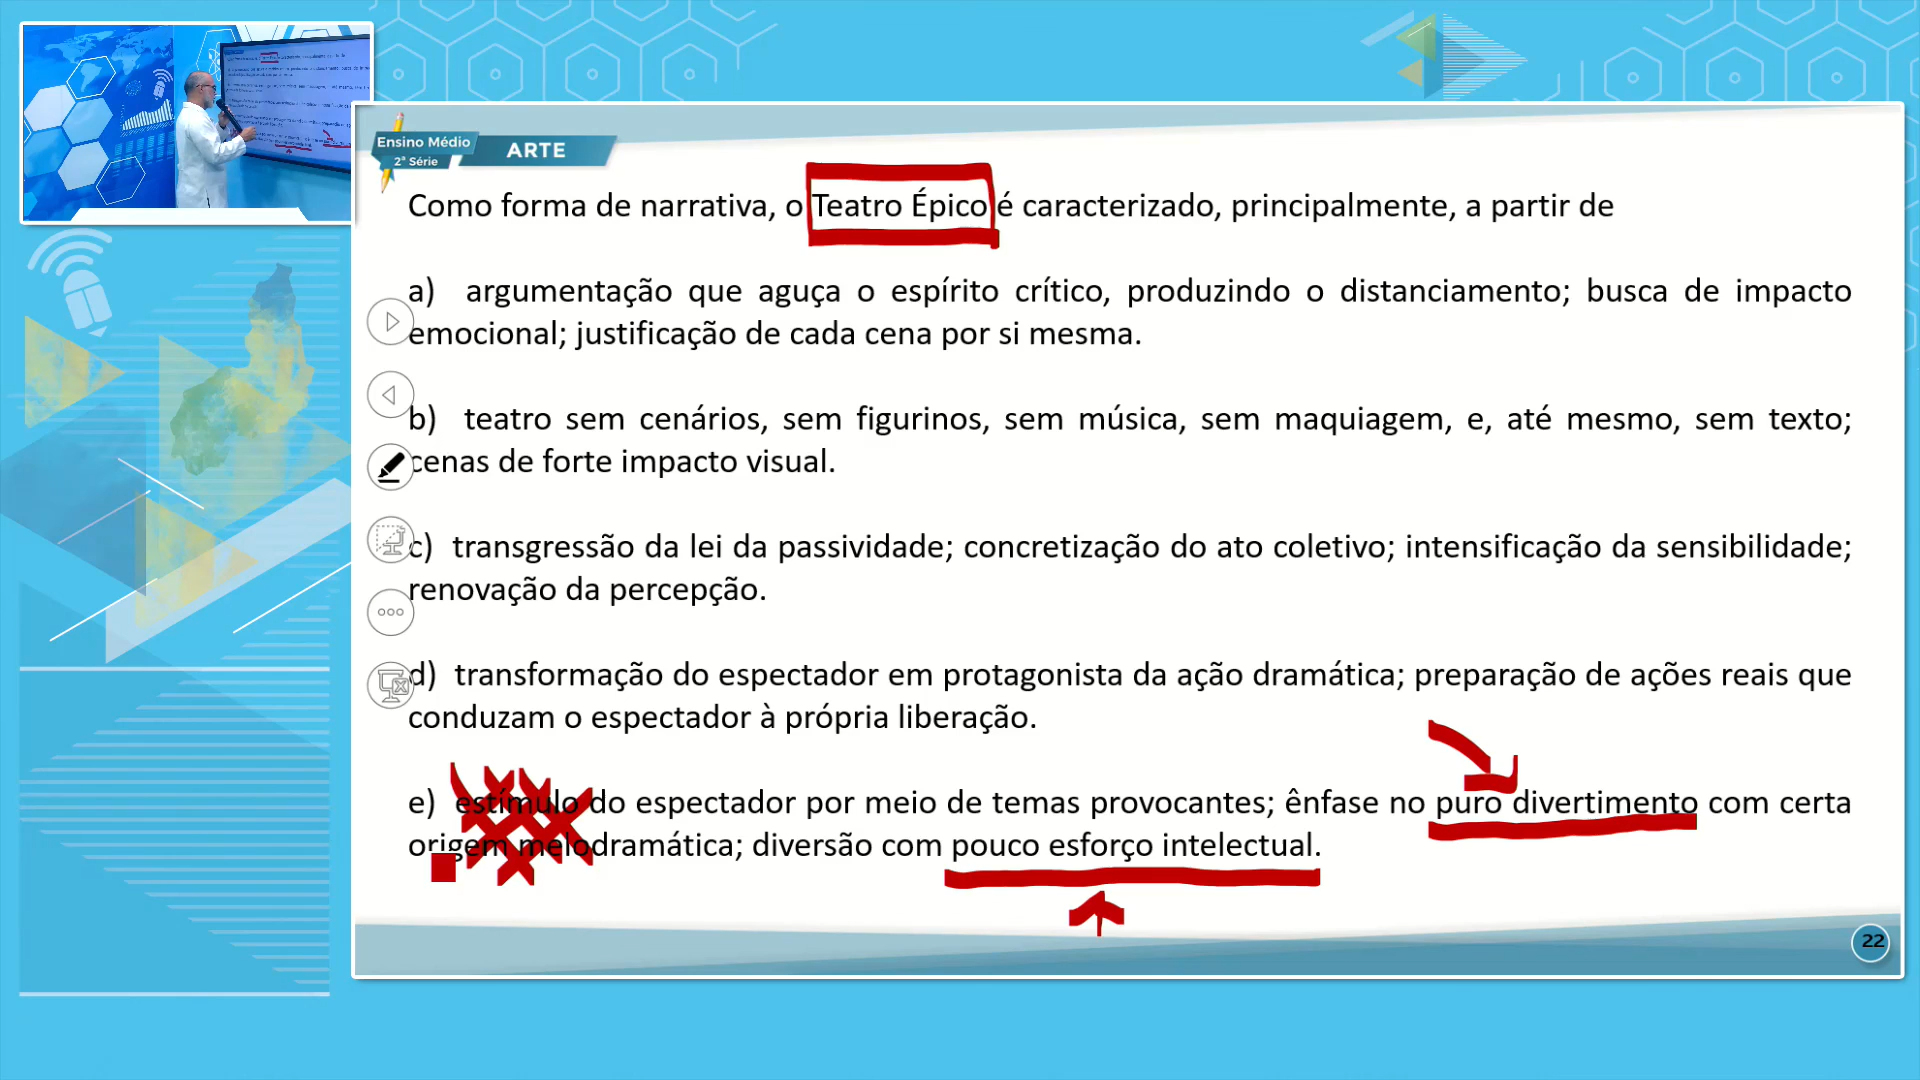 Ensino Médio
2ª Série
ARTE
Como forma de narrativa, o Teatro Épico é caracterizado, principalmente, a partir de
a) argumentação que aguça o espírito crítico, produzindo o distanciamento; busca de impacto
emocional; justificação de cada cena por si mesma.
b) teatro sem cenários, sem figurinos, sem música, sem maquiagem, e, até mesmo, sem texto;
cenas de forte impacto visual.
c) transgressão da lei da passividade; concretização do ato coletivo; intensificação da sensibilidade;
renovação da percepção.
d) transformação do espectador em protagonista da ação dramática; preparação de ações reais que
conduzam o espectador à própria liberação.
e) estímulo do espectador por meio de temas provocantes; ênfase no puro divertimento com certa
origem melodramática; diversão com pouco esforço intelectual.
22